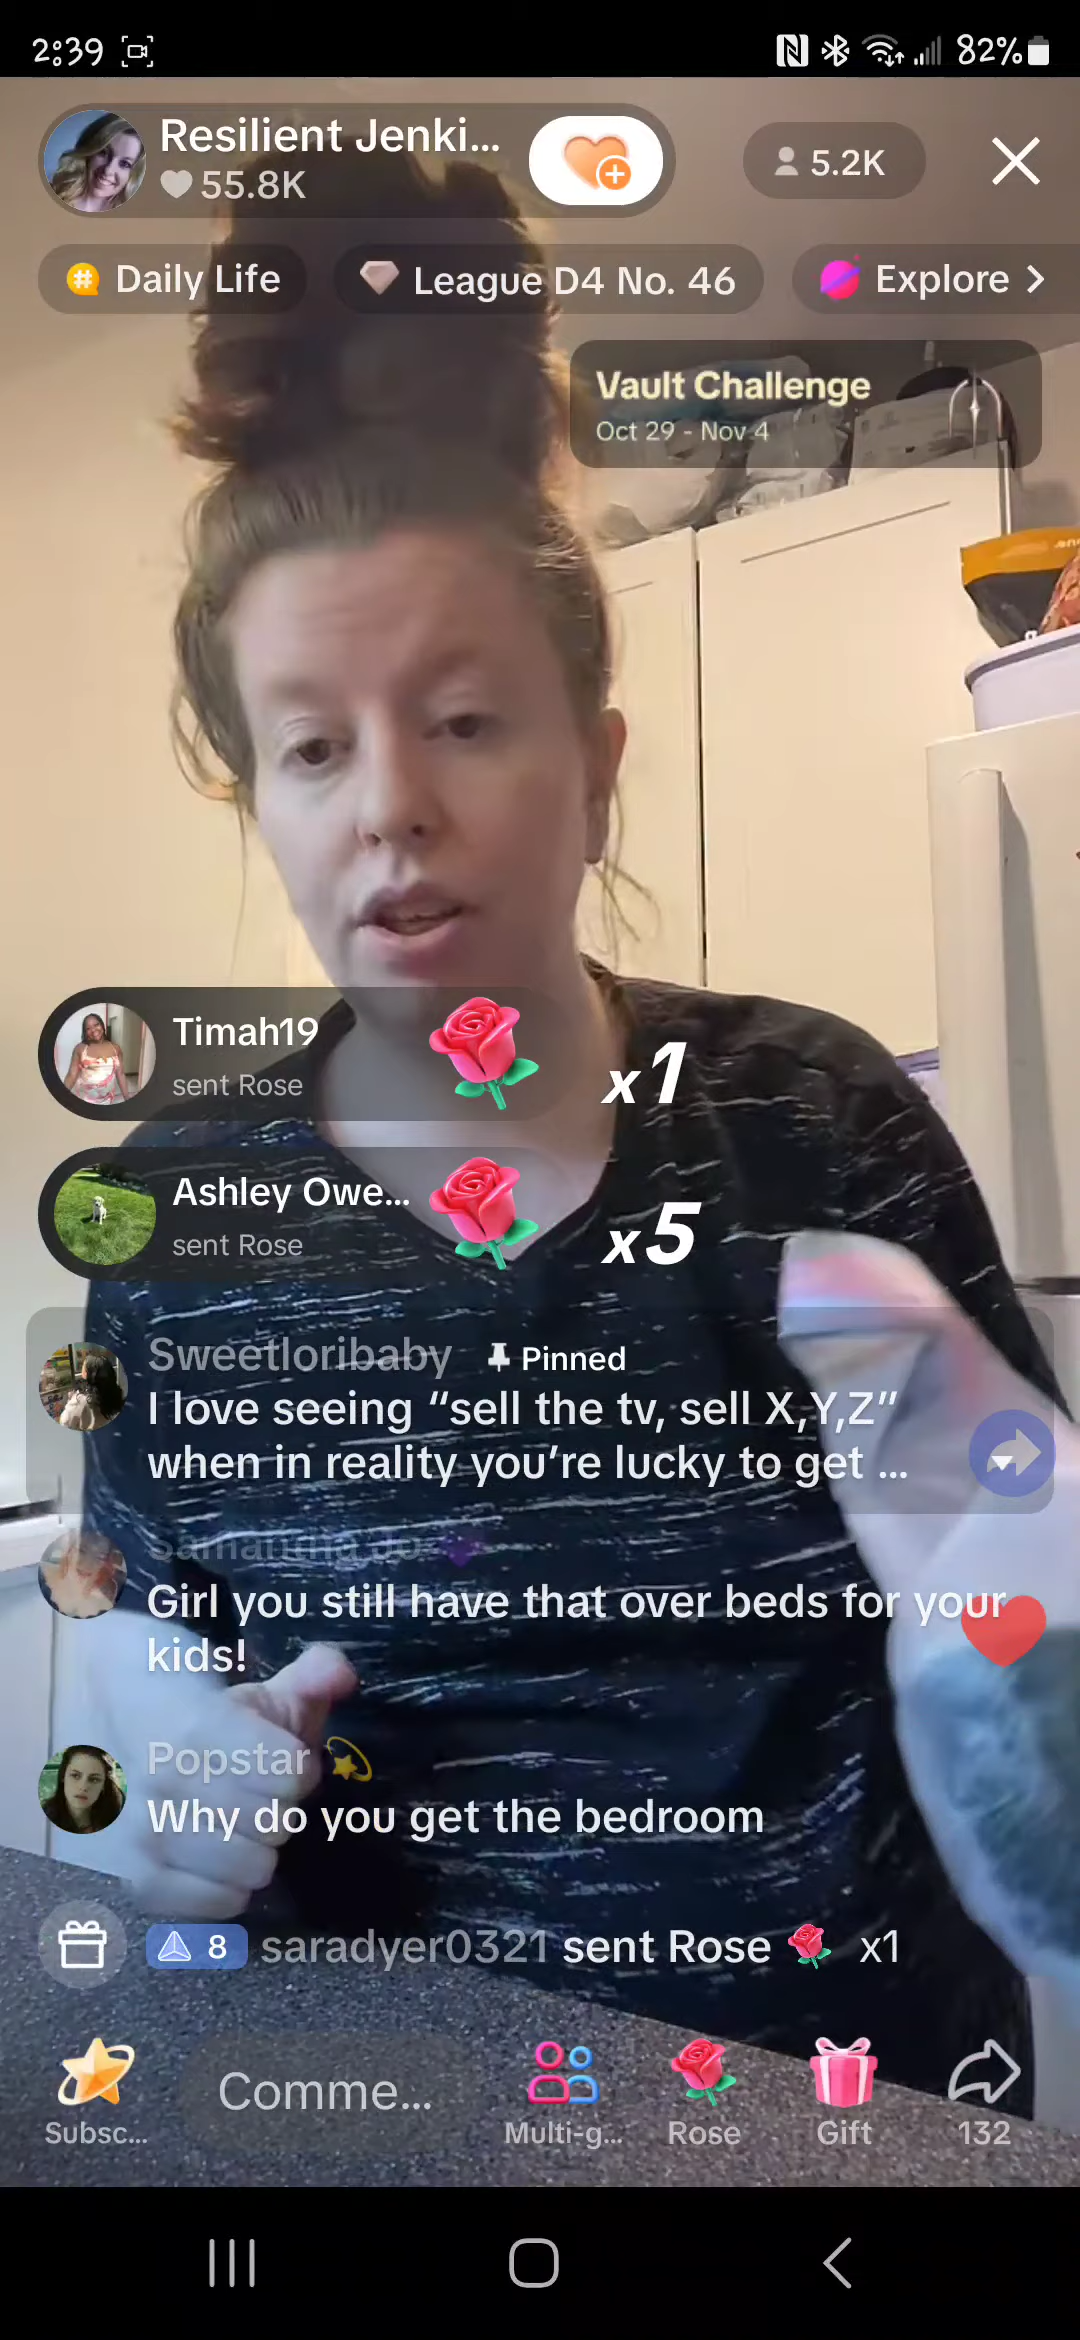 2:39
82%
Resilient Jenki...
55.8K
5.2K
Daily Life
League D4 No. 46
Explore >
Vault Challenge
Oct 29 - Nov 4
Timah19
sent Rose
x1
Ashley Owe...
sent Rose
x5
Sweetloribaby Pinned
I love seeing “sell the tv, sell X,Y,Z”
when in reality you’re lucky to get ...
Samantha Jo
Girl you still have that over beds for your
kids!
Popstar
Why do you get the bedroom
8 saradyer0321 sent Rose x1
Subsc...
Comme...
Multi-g...
Rose
Gift
132